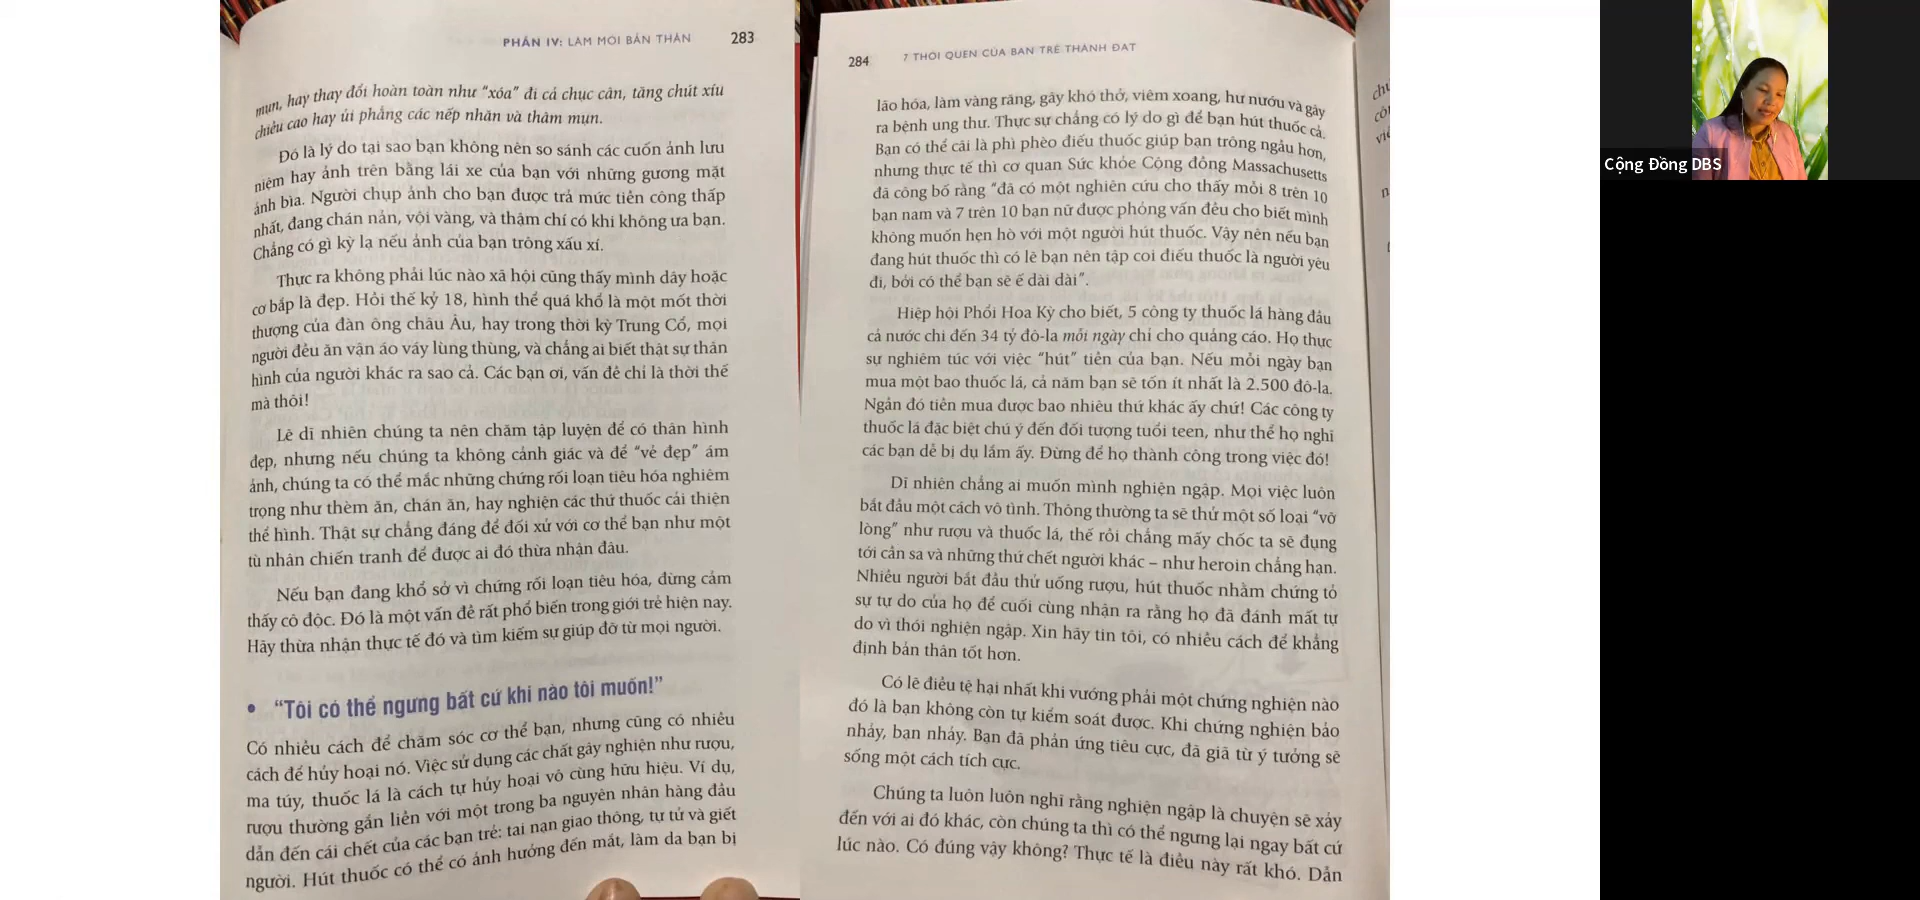 PHẦN IV: LÀM MỚI BẢN THÂN 283
mụn, hay thay đổi hoàn toàn như “xóa” đi cả chục cân, tăng chút xíu
chiều cao hay ủi phẳng các nếp nhăn và thâm mụn.
Đó là lý do tại sao bạn không nên so sánh các cuốn ảnh lưu
niệm hay ảnh trên bằng lái xe của bạn với những gương mặt
ảnh bìa. Người chụp ảnh cho bạn được trả mức tiền công thấp
nhất, đang chán nản, vội vàng, và thậm chí có khi không ưa bạn.
Chẳng có gì kỳ lạ nếu ảnh của bạn trông xấu xí.
Thực ra không phải lúc nào xã hội cũng thấy mình dây hoặc
cơ bắp là đẹp. Hồi thế kỷ 18, hình thể quá khổ là một mốt thời
thượng của đàn ông châu Âu, hay trong thời kỳ Trung Cổ, mọi
người đều ăn vận áo váy lùng thùng, và chẳng ai biết thật sự thân
hình của người khác ra sao cả. Các bạn ơi, vấn đề chỉ là thời thế
mà thôi!
Lẽ dĩ nhiên chúng ta nên chăm tập luyện để có thân hình
đẹp, nhưng nếu chúng ta không cảnh giác và để “vẻ đẹp” ám
ảnh, chúng ta có thể mắc những chứng rối loạn tiêu hóa nghiêm
trọng như thèm ăn, chán ăn, hay nghiện các thứ thuốc cải thiện
thể hình. Thật sự chẳng đáng để đối xử với cơ thể bạn như một
tù nhân chiến tranh để được ai đó thừa nhận đâu.
Nếu bạn đang khổ sở vì chứng rối loạn tiêu hóa, đừng cảm
thấy cô độc. Đó là một vấn đề rất phổ biến trong giới trẻ hiện nay.
Hãy thừa nhận thực tế đó và tìm kiếm sự giúp đỡ từ mọi người.
• “Tôi có thể ngưng bất cứ khi nào tôi muốn!”
Có nhiều cách để chăm sóc cơ thể bạn, nhưng cũng có nhiều
cách để hủy hoại nó. Việc sử dụng các chất gây nghiện như rượu,
ma túy, thuốc lá là cách tự hủy hoại vô cùng hữu hiệu. Ví dụ,
rượu thường gắn liền với một trong ba nguyên nhân hàng đầu
dẫn đến cái chết của các bạn trẻ: tai nạn giao thông, tự tử và giết
người. Hút thuốc có thể có ảnh hưởng đến mắt, làm da bạn bị
284 7 THÓI QUEN CỦA BẠN TRẺ THÀNH ĐẠT
lão hóa, làm vàng răng, gây khó thở, viêm xoang, hư nướu và gây
ra bệnh ung thư. Thực sự chẳng có lý do gì để bạn hút thuốc cả.
Bạn có thể cãi là phì phèo điếu thuốc giúp bạn trông ngầu hơn,
nhưng thực tế thì cơ quan Sức khỏe Cộng đồng Massachusetts
đã công bố rằng “đã có một nghiên cứu cho thấy mỗi 8 trên 10
bạn nam và 7 trên 10 bạn nữ được phỏng vấn đều cho biết mình
không muốn hẹn hò với một người hút thuốc. Vậy nên nếu bạn
đang hút thuốc thì có lẽ bạn nên tập coi điếu thuốc là người yêu
đi, bởi có thể bạn sẽ ế dài dài”.
Hiệp hội Phổi Hoa Kỳ cho biết, 5 công ty thuốc lá hàng đầu
cả nước chi đến 34 tỷ đô-la mỗi ngày chỉ cho quảng cáo. Họ thực
sự nghiêm túc với việc “hút” tiền của bạn. Nếu mỗi ngày bạn
mua một bao thuốc lá, cả năm bạn sẽ tốn ít nhất là 2.500 đô-la.
Ngần đó tiền mua được bao nhiêu thứ khác ấy chứ! Các công ty
thuốc lá đặc biệt chú ý đến đối tượng tuổi teen, như thể họ nghĩ
các bạn dễ bị dụ lắm ấy. Đừng để họ thành công trong việc đó!
Dĩ nhiên chẳng ai muốn mình nghiện ngập. Mọi việc luôn
bắt đầu một cách vô tình. Thông thường ta sẽ thử một số loại “vỡ
lòng” như rượu và thuốc lá, thế rồi chẳng mấy chốc ta sẽ đụng
tới cần sa và những thứ chết người khác – như heroin chẳng hạn.
Nhiều người bắt đầu thử uống rượu, hút thuốc nhằm chứng tỏ
sự tự do của họ để cuối cùng nhận ra rằng họ đã đánh mất tự
do vì thói nghiện ngập. Xin hãy tin tôi, có nhiều cách để khẳng
định bản thân tốt hơn.
Có lẽ điều tệ hại nhất khi vướng phải một chứng nghiện nào
đó là bạn không còn tự kiểm soát được. Khi chứng nghiện bảo
nhảy, bạn nhảy. Bạn đã phản ứng tiêu cực, đã giã từ ý tưởng sẽ
sống một cách tích cực.
Chúng ta luôn luôn nghĩ rằng nghiện ngập là chuyện sẽ xảy
đến với ai đó khác, còn chúng ta thì có thể ngưng lại ngay bất cứ
lúc nào. Có đúng vậy không? Thực tế là điều này rất khó. Dẫn
Cộng Đồng DBS